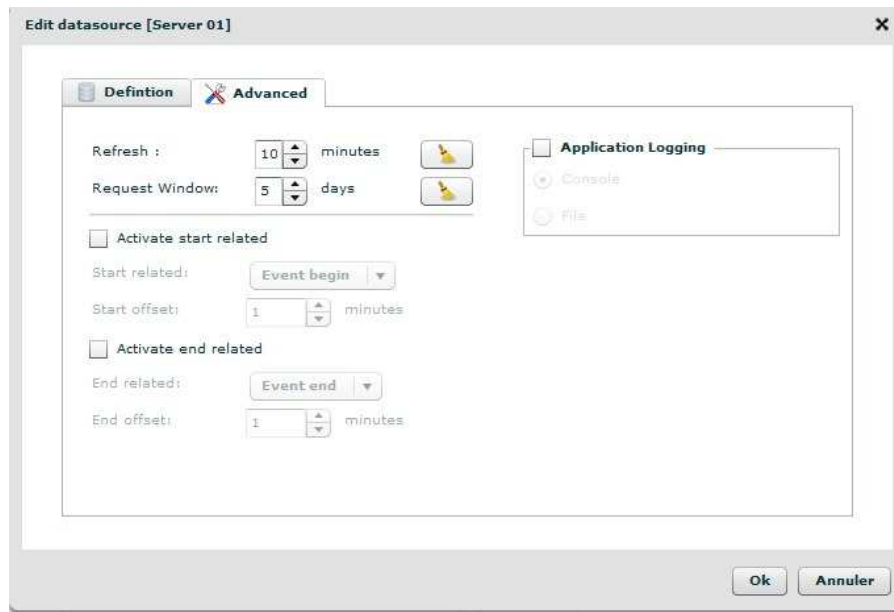 Edit datasource [Server 01]
Defintion
Advanced
Refresh :
10
minutes
Request Window:
5
days
Activate start related
Start related:
Event begin
Start offset:
1
minutes
Activate end related
End related:
Event end
End offset:
1
minutes
Application Logging
Console
File
Ok
Annuler